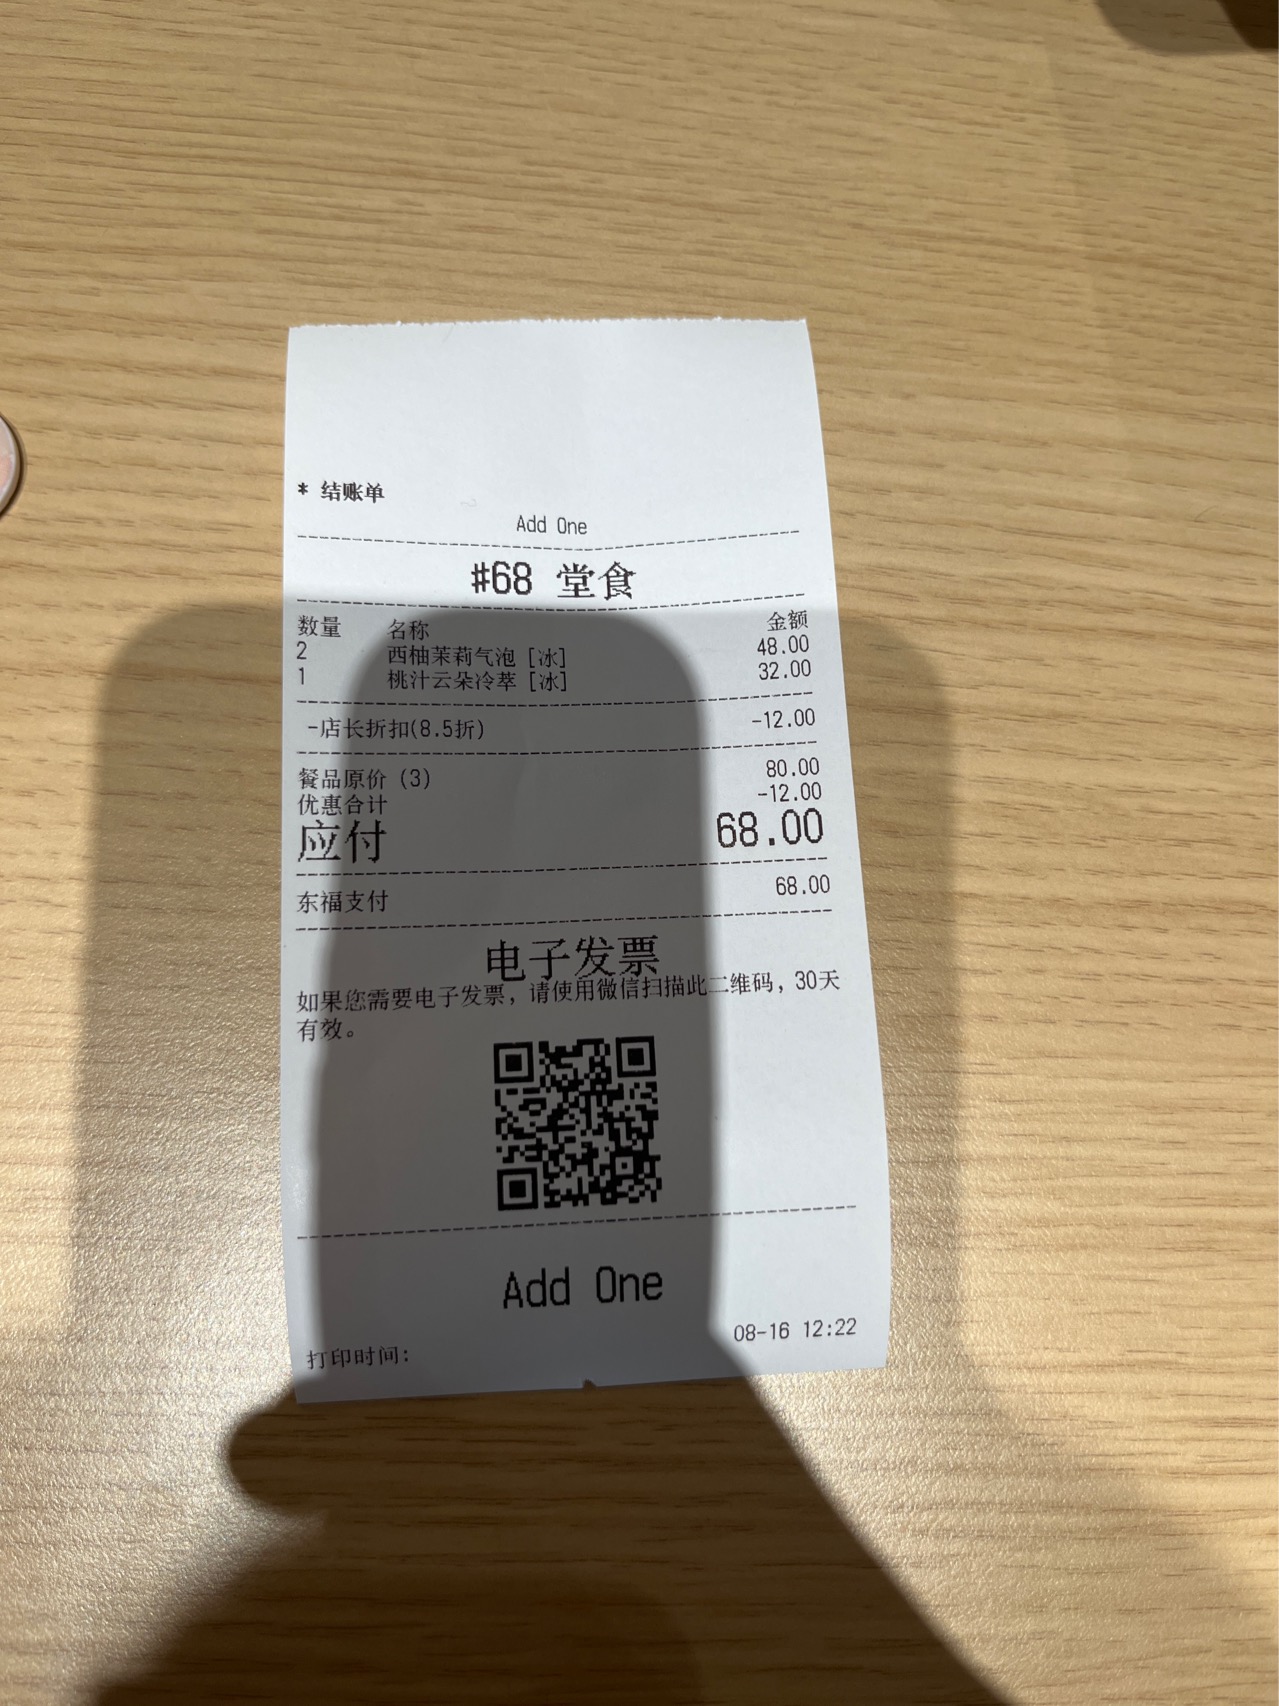 * 结账单
Add One
#68 堂食
数量 名称 金额
2 西柚茉莉气泡 [冰] 48.00
1 桃汁云朵冷萃 [冰] 32.00
-店长折扣(8.5折) -12.00
餐品原价 (3) 80.00
优惠合计 -12.00
应付 68.00
东福支付 68.00
电子发票
如果您需要电子发票，请使用微信扫描此二维码，30天
有效。
Add One
打印时间: 08-16 12:22